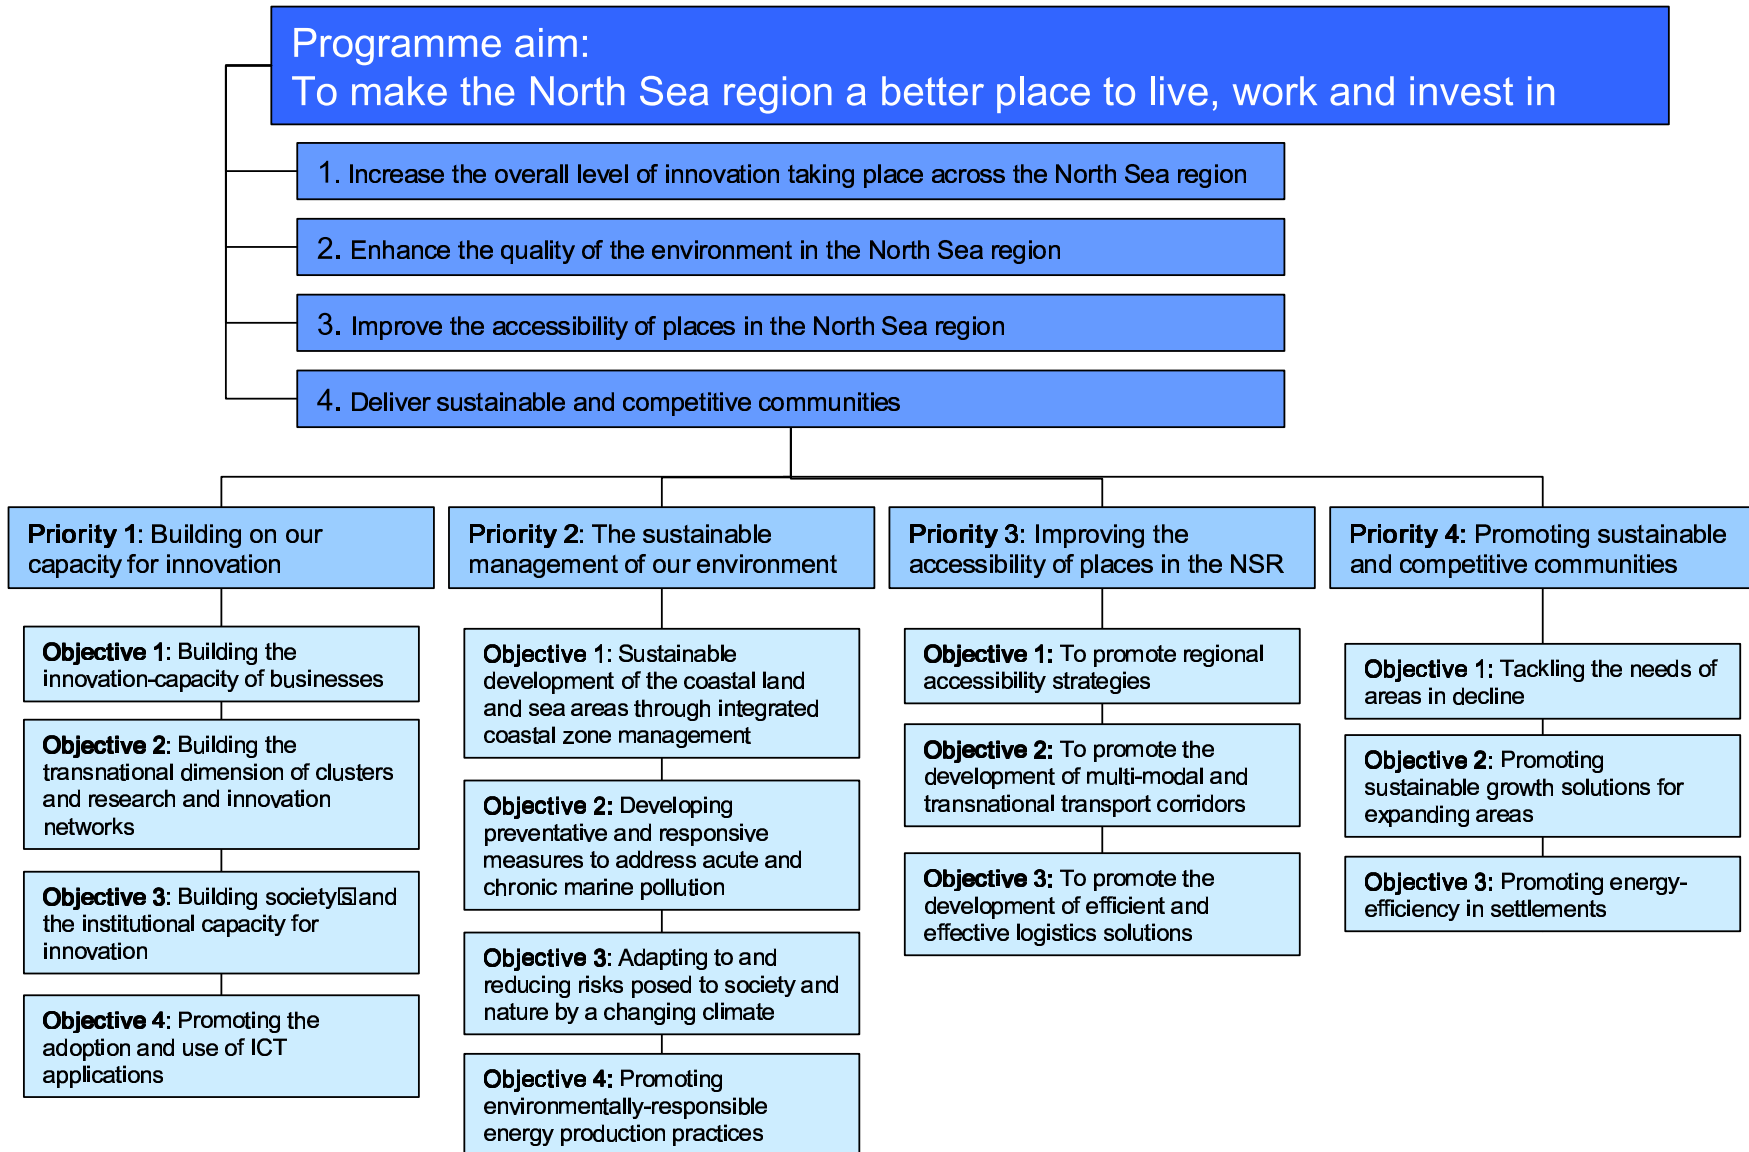 Programme aim:
To make the North Sea region a better place to live, work and invest in
1. Increase the overall level of innovation taking place across the North Sea region
2. Enhance the quality of the environment in the North Sea region
3. Improve the accessibility of places in the North Sea region
4. Deliver sustainable and competitive communities
Priority 1: Building on our
capacity for innovation
Objective 1: Building the
innovation-capacity of businesses
Objective 2: Building the
transnational dimension of clusters
and research and innovation
networks
Objective 3: Building society🅂 and
the institutional capacity for
innovation
Objective 4: Promoting the
adoption and use of ICT
applications
Priority 2: The sustainable
management of our environment
Objective 1: Sustainable
development of the coastal land
and sea areas through integrated
coastal zone management
Objective 2: Developing
preventative and responsive
measures to address acute and
chronic marine pollution
Objective 3: Adapting to and
reducing risks posed to society and
nature by a changing climate
Objective 4: Promoting
environmentally-responsible
energy production practices
Priority 3: Improving the
accessibility of places in the NSR
Objective 1: To promote regional
accessibility strategies
Objective 2: To promote the
development of multi-modal and
transnational transport corridors
Objective 3: To promote the
development of efficient and
effective logistics solutions
Priority 4: Promoting sustainable
and competitive communities
Objective 1: Tackling the needs of
areas in decline
Objective 2: Promoting
sustainable growth solutions for
expanding areas
Objective 3: Promoting energy-
efficiency in settlements